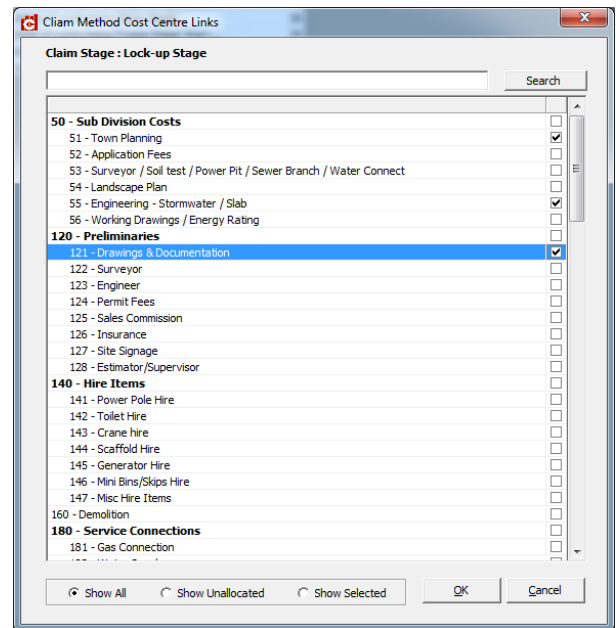 Cliam Method Cost Centre Links
Claim Stage : Lock-up Stage
Search
50 - Sub Division Costs
51 - Town Planning
52 - Application Fees
53 - Surveyor / Soil test / Power Pit / Sewer Branch / Water Connect
54 - Landscape Plan
55 - Engineering - Stormwater / Slab
56 - Working Drawings / Energy Rating
120 - Preliminaries
121 - Drawings & Documentation
122 - Surveyor
123 - Engineer
124 - Permit Fees
125 - Sales Commission
126 - Insurance
127 - Site Signage
128 - Estimator/Supervisor
140 - Hire Items
141 - Power Pole Hire
142 - Toilet Hire
143 - Crane hire
144 - Scaffold Hire
145 - Generator Hire
146 - Mini Bins/Skips Hire
147 - Misc Hire Items
160 - Demolition
180 - Service Connections
181 - Gas Connection
Show All Show Unallocated Show Selected OK Cancel